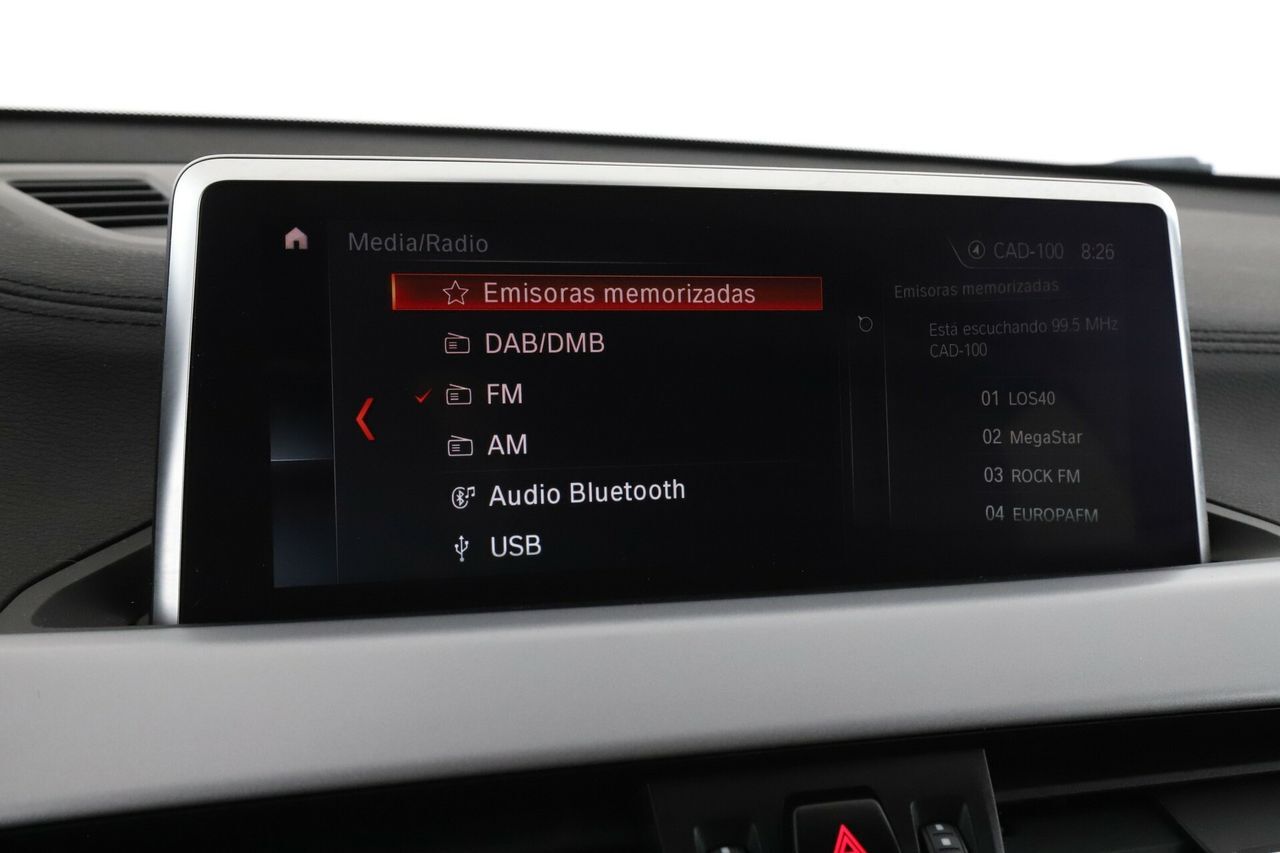 Media/Radio
CAD-100 8:26
Emisoras memorizadas
DAB/DMB
FM
AM
Audio Bluetooth
USB
Emisoras memorizadas
Está escuchando 99.5 MHz
CAD-100
01 LOS40
02 MegaStar
03 ROCK FM
04 EUROPAFM